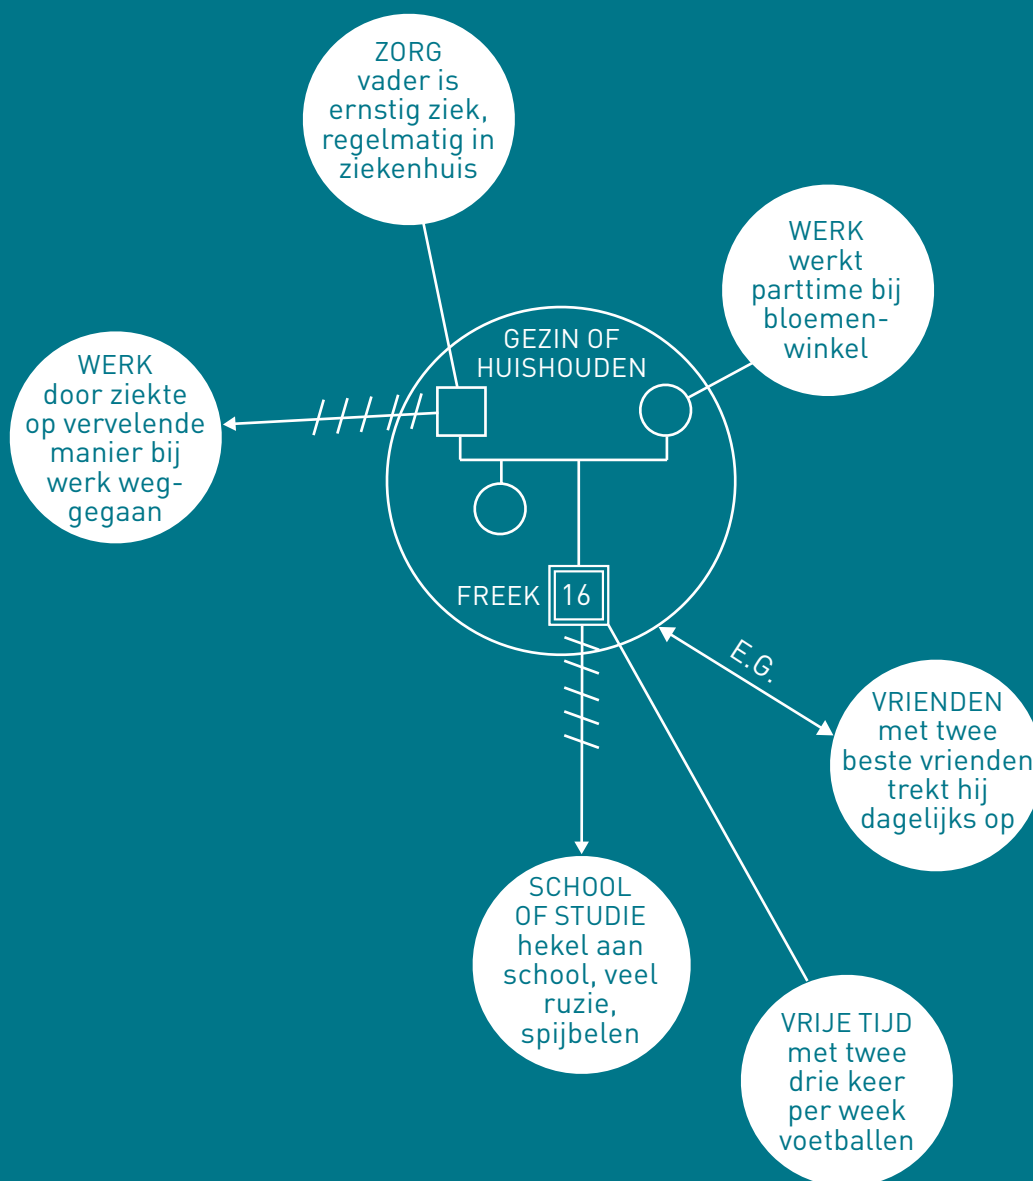 ZORG
vader is
ernstig ziek,
regelmatig in
ziekenhuis
WERK
werkt
parttime bij
bloemen-
winkel
GEZIN OF
HUISHOUDEN
WERK
door ziekte
op vervelende
manier bij
werk weg-
gegaan
FREEK 16
E.G.
VRIENDEN
met twee
beste vrienden
trekt hij
dagelijks op
SCHOOL
OF STUDIE
hekel aan
school, veel
ruzie,
spijbelen
VRIJE TIJD
met twee
drie keer
per week
voetballen